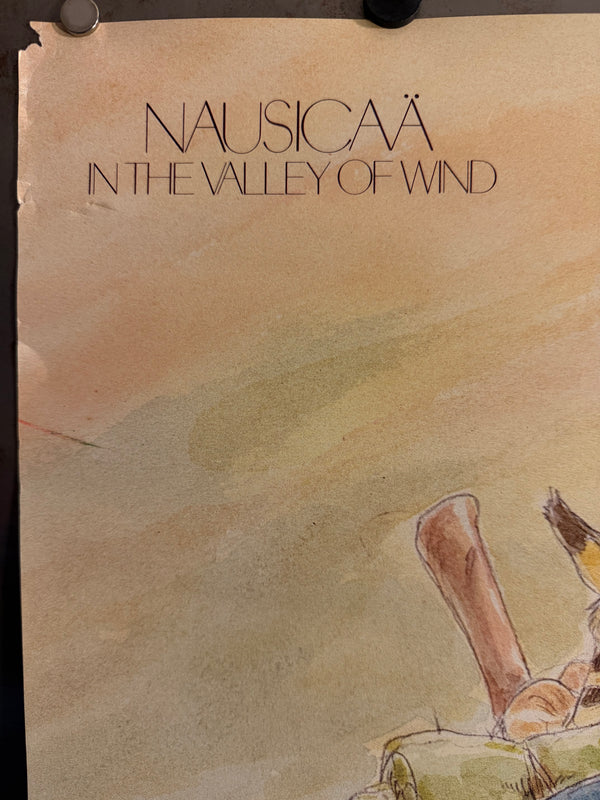 NAUSICAÄ
IN THE VALLEY OF WIND